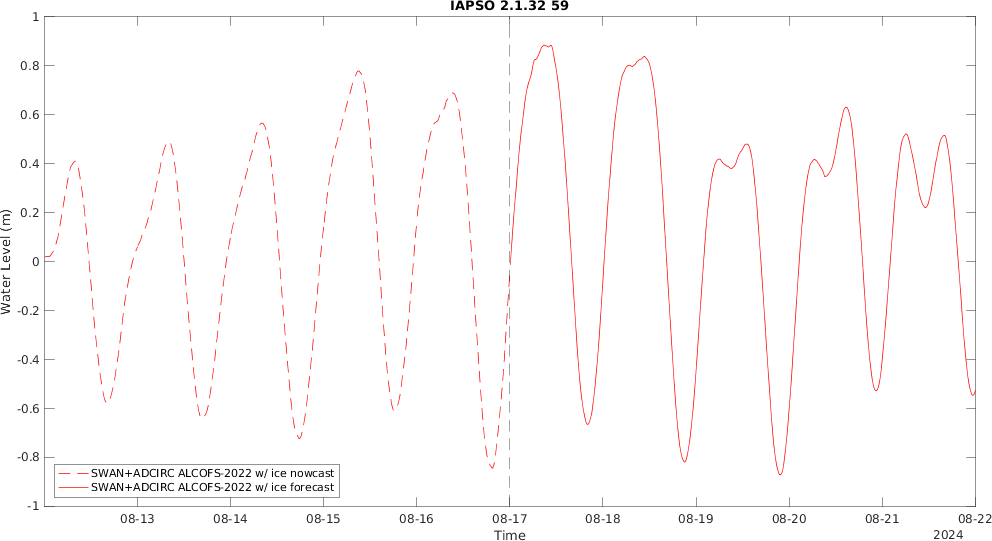 IAPSO 2.1.32 59
1
0.8
0.6
0.4
0.2
0
-0.2
-0.4
-0.6
-0.8
-1
Water Level (m)
SWAN+ADCIRC ALCOFS-2022 w/ ice nowcast
SWAN+ADCIRC ALCOFS-2022 w/ ice forecast
08-13 08-14 08-15 08-16 08-17 08-18 08-19 08-20 08-21 08-22
Time
2024